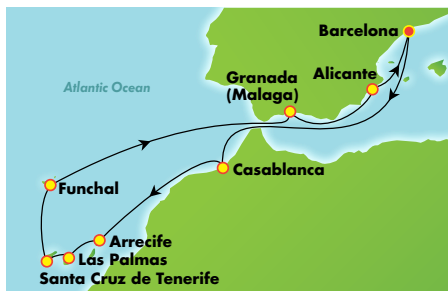 Barcelona
Atlantic Ocean
Granada
(Malaga)
Alicante
Casablanca
Funchal
Arrecife
Las Palmas
Santa Cruz de Tenerife